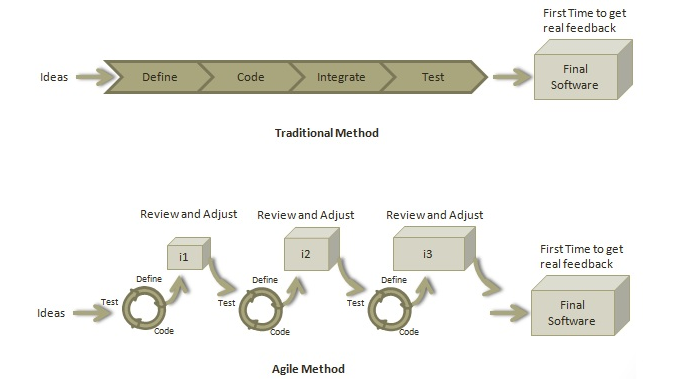 First Time to get
real feedback
Ideas
Define
Code
Integrate
Test
Final
Software
Traditional Method
Review and Adjust
Review and Adjust
Review and Adjust
i1
i2
i3
First Time to get
real feedback
Ideas
Test
Define
Code
Test
Define
Code
Test
Define
Code
Final
Software
Agile Method